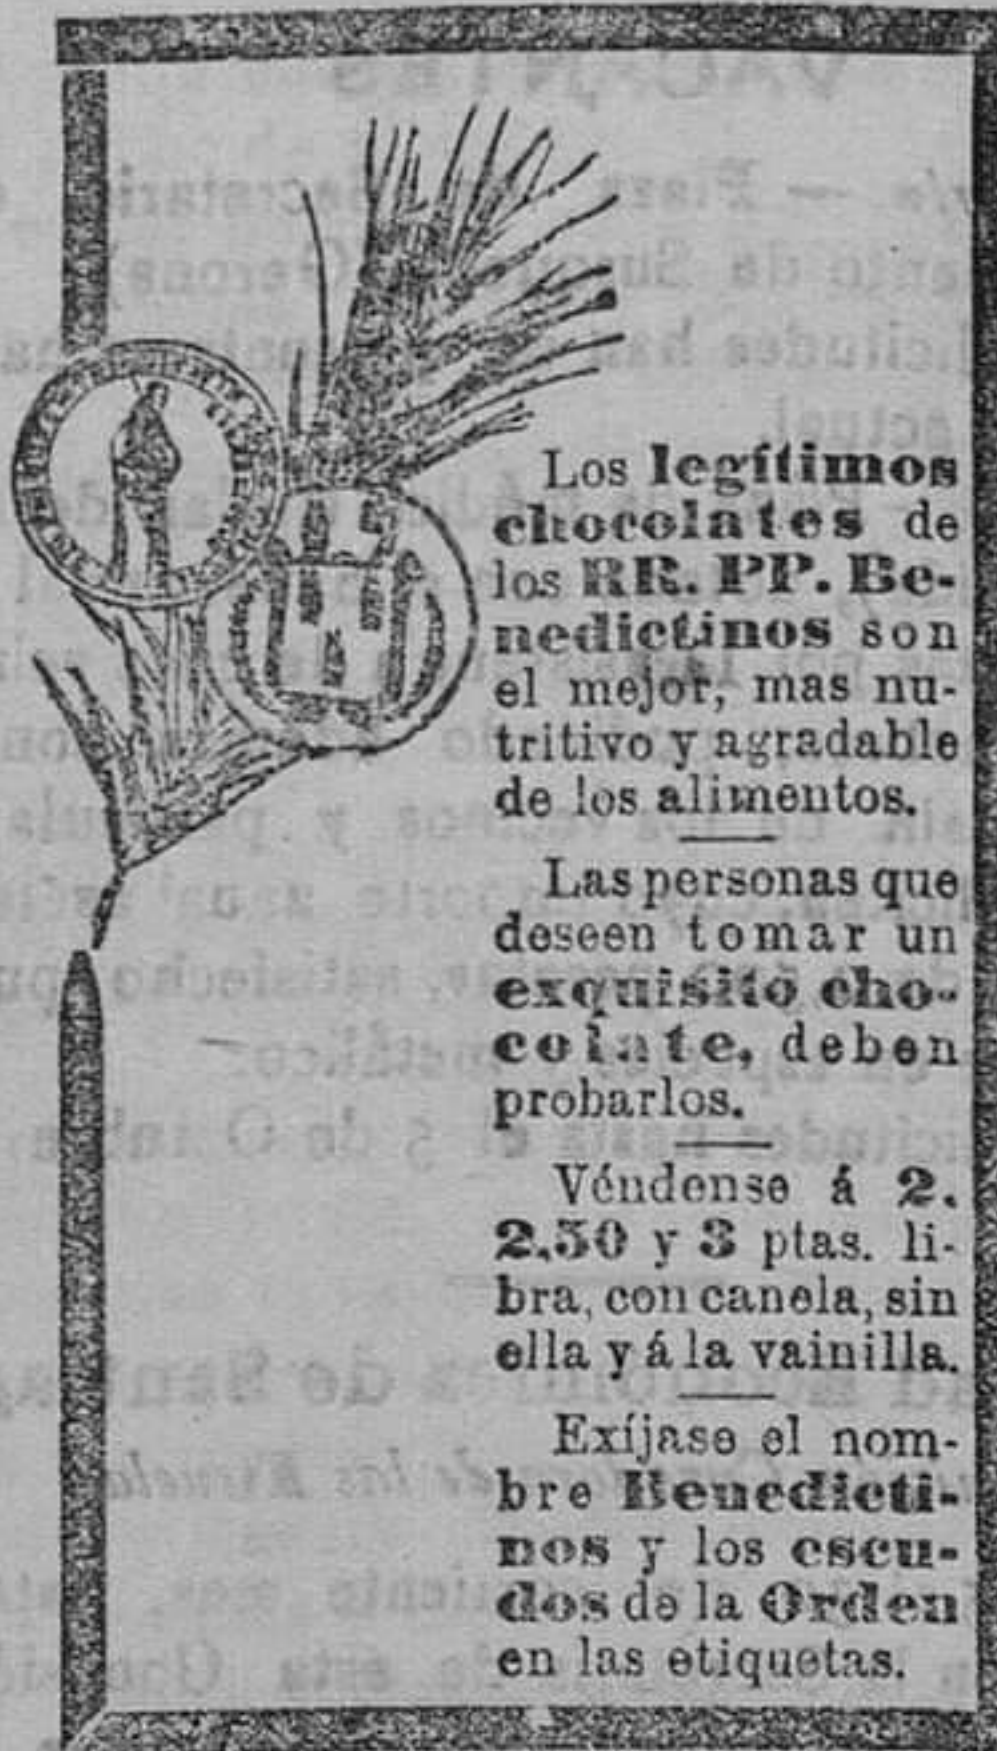 Los legítimos
chocolates de
los RR. PP. Be-
nedictinos son
el mejor, mas nu-
tritivo y agradable
de los alimentos.
Las personas que
deseen tomar un
exquisito cho-
colate, deben
probarlos.
Véndense á 2.
2.50 y 3 ptas. li-
bra, con canela, sin
ella y á la vainilla.
Exíjase el nom-
bre Benedicti-
nos y los escu-
dos de la Orden
en las etiquetas.